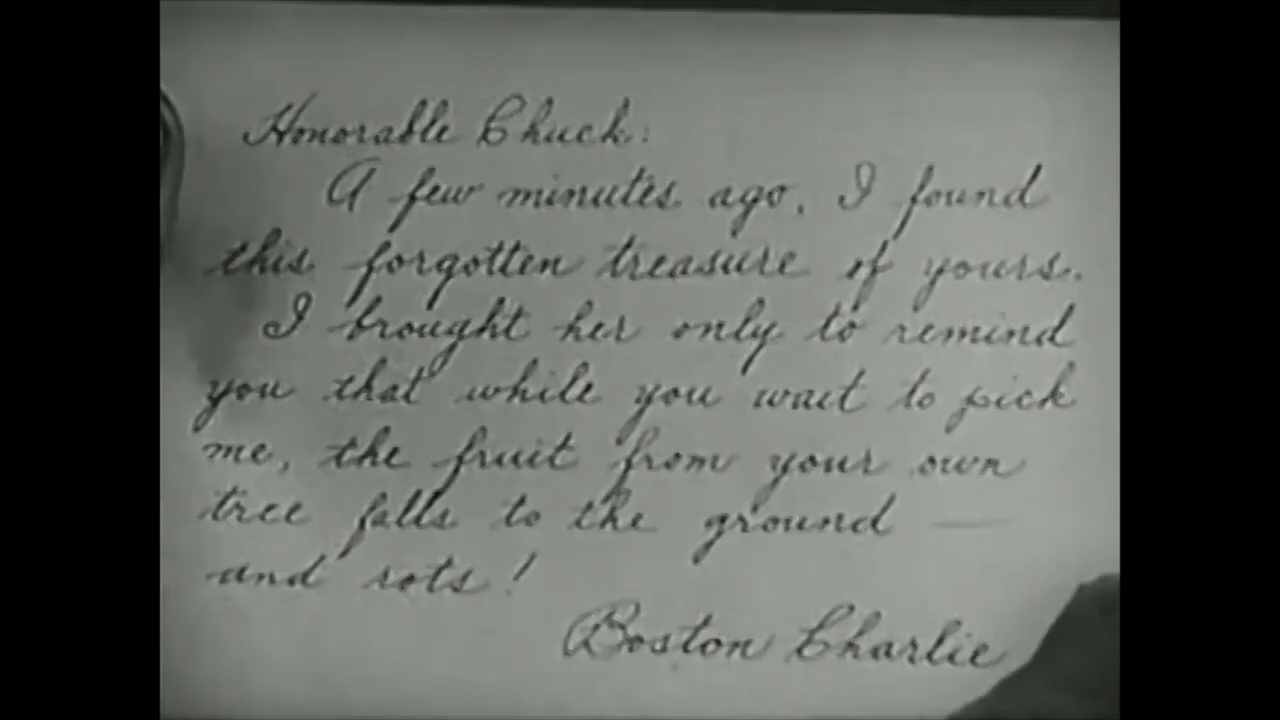 Honorable Chuck:
A few minutes ago, I found
this forgotten treasure of yours.
I brought her only to remind
you that while you wait to pick
me, the fruit from your own
tree falls to the ground —
and rots!
Boston Charlie